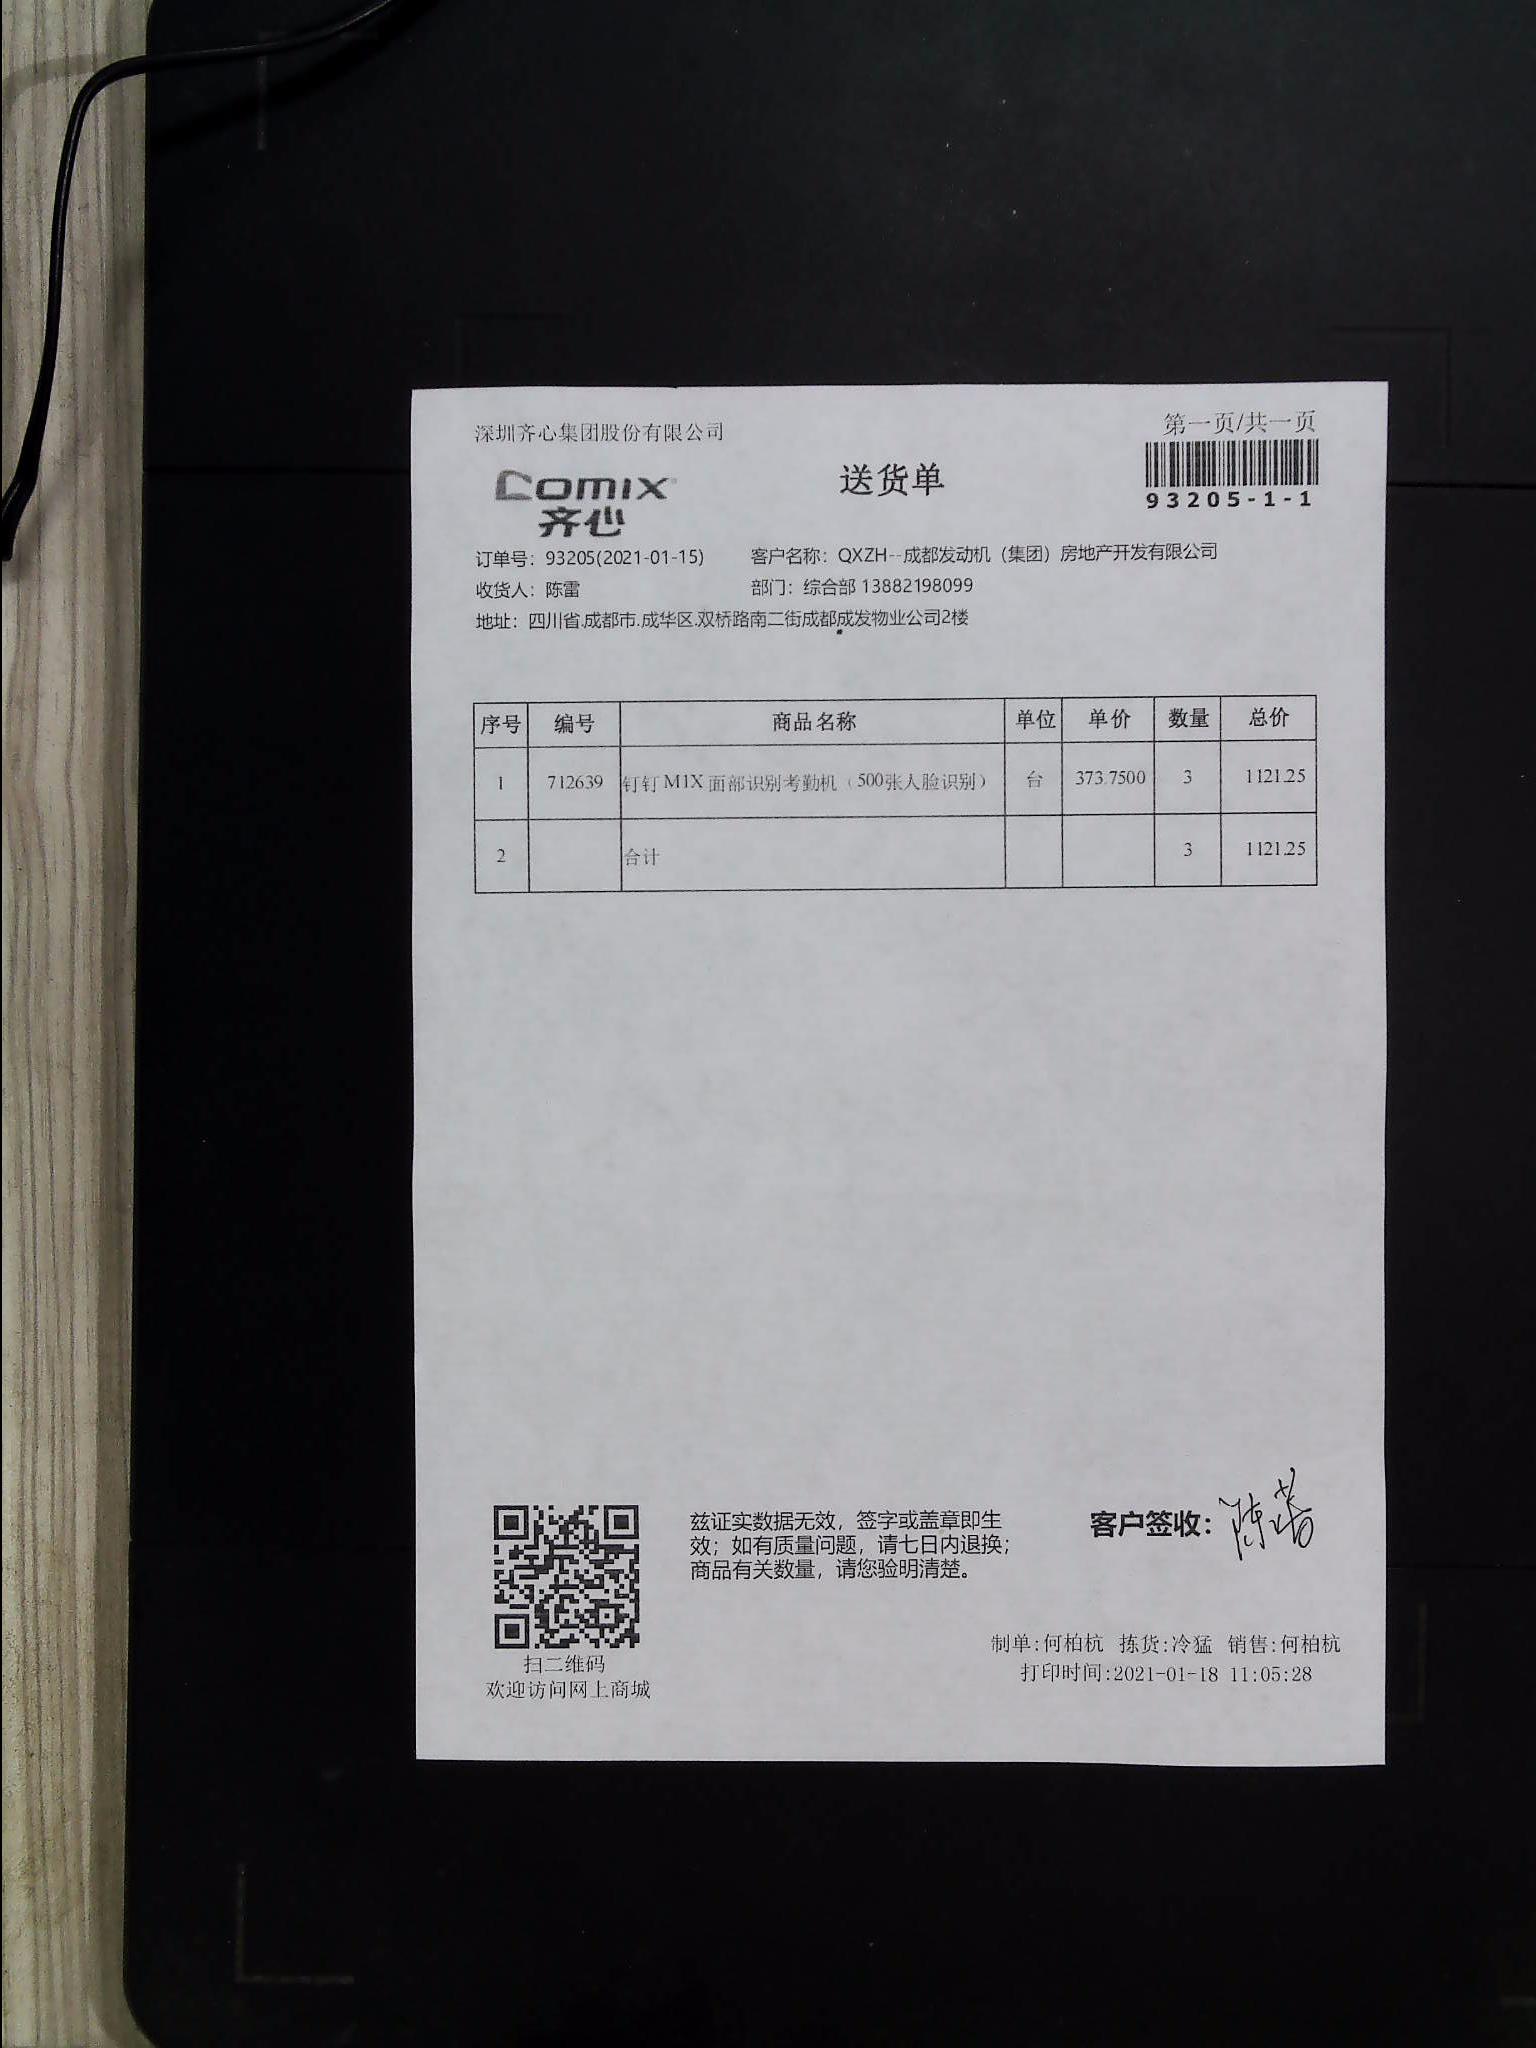 深圳齐心集团股份有限公司
第一页/共一页
comix
齐心
送货单
93205-1-1
订单号：93205(2021-01-15) 客户名称：QXZH--成都发动机（集团）房地产开发有限公司
收货人：陈雷 部门：综合部 13882198099
地址：四川省.成都市.成华区.双桥路南二街成都成发物业公司2楼
序号 编号 商品名称 单位 单价 数量 总价
1 712639 钉钉 M1X 面部识别考勤机（500张人脸识别） 台 373.7500 3 1121.25
2 合计 3 1121.25
兹证实数据无效，签字或盖章即生
效；如有质量问题，请七日内退换；
商品有关数量，请您验明清楚。
客户签收：
扫二维码
欢迎访问网上商城
制单:何柏杭 拣货:冷猛 销售:何柏杭
打印时间:2021-01-18 11:05:28